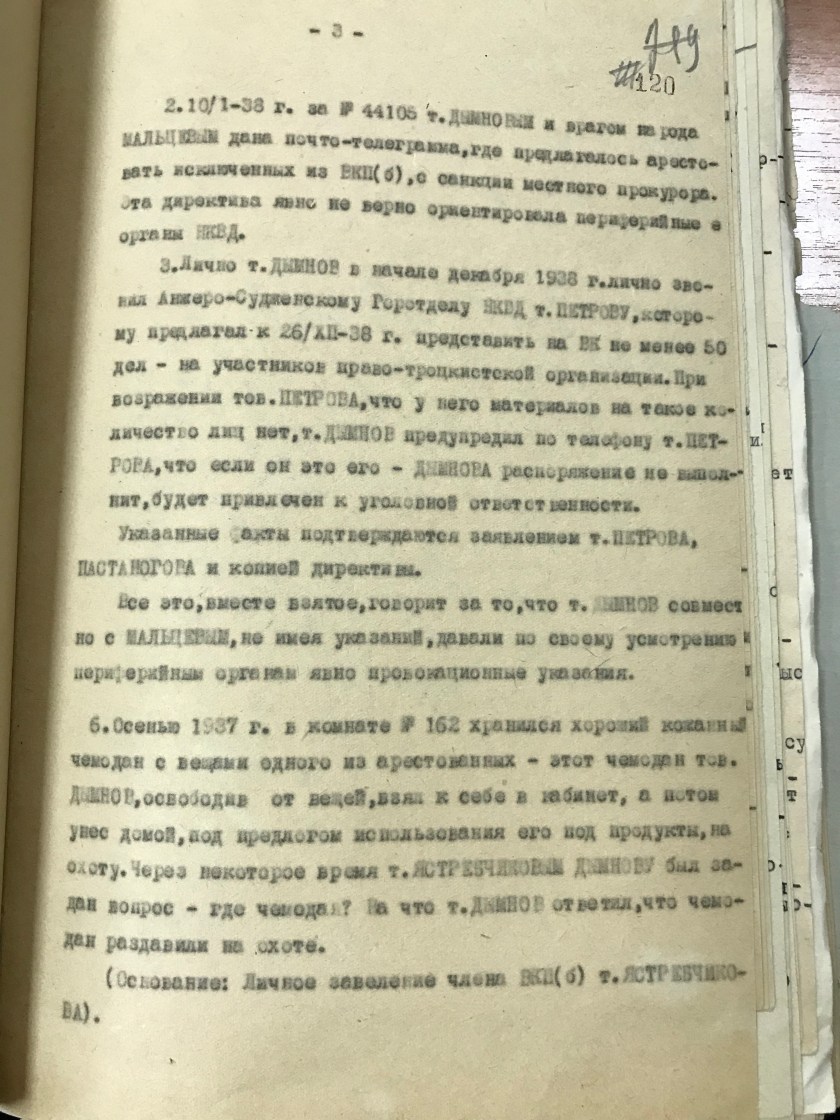 - 3 -
119
120
2.10/1-38 г. за № 44105 т.ДЫМНОВЫМ и врагом народа
МАЛЬЦЕВЫМ дана почто-телеграмма,где предлагалось аресто-
вать исключенных из ВКП(б),с санкции местного прокурора.
Эта директива явно не верно ориентировала периферийные е
органы НКВД.
3.Лично т.ДЫМНОВ в начале декабря 1938 г.лично зво-
нил Анжеро-Судженскому Горотделу НКВД т.ПЕТРОВУ,которо-
му предлагал к 26/ХП-38 г. представить на ВК не менее 50
дел - на участников право-троцкистской организации.При
возражении тов.ПЕТРОВА,что у него материалов на такое ко-
личество лиц нет,т.ДЫМНОВ предупредил по телефону т.ПЕТ-
РОВА,что если он это его - ДЫМНОВА распоряжение не выпол-
нит,будет привлечен к уголовной ответственности.
Указанные факты подтверждаются заявлением т.ПЕТРОВА,
ПАСТАНОГОВА и копией директивы.
Все это,вместе взятое,говорит за то,что т.ДЫМНОВ совмест
но с МАЛЬЦЕВЫМ,не имея указаний,давали по своему усмотрению
периферийным органам явно провокационные указания.
6.Осенью 1937 г. в комнате № 162 хранился хороший кожанный
чемодан с вещами одного из арестованных - этот чемодан тов.
ДЫМНОВ,освободив от вещей,взял к себе в кабинет, а потом
унес домой,под предлогом использования его под продукты,на
охоту.Через некоторое время т.ЯСТРЕБЧИКОВЫМ ДЫМНОВУ был за-
дан вопрос - где чемодан? На что т.ДЫМНОВ ответил,что чемо-
дан раздавили на охоте.
(Основание: Личное заведение члена ВКП(б) т.ЯСТРЕБЧИКО-
ВА).